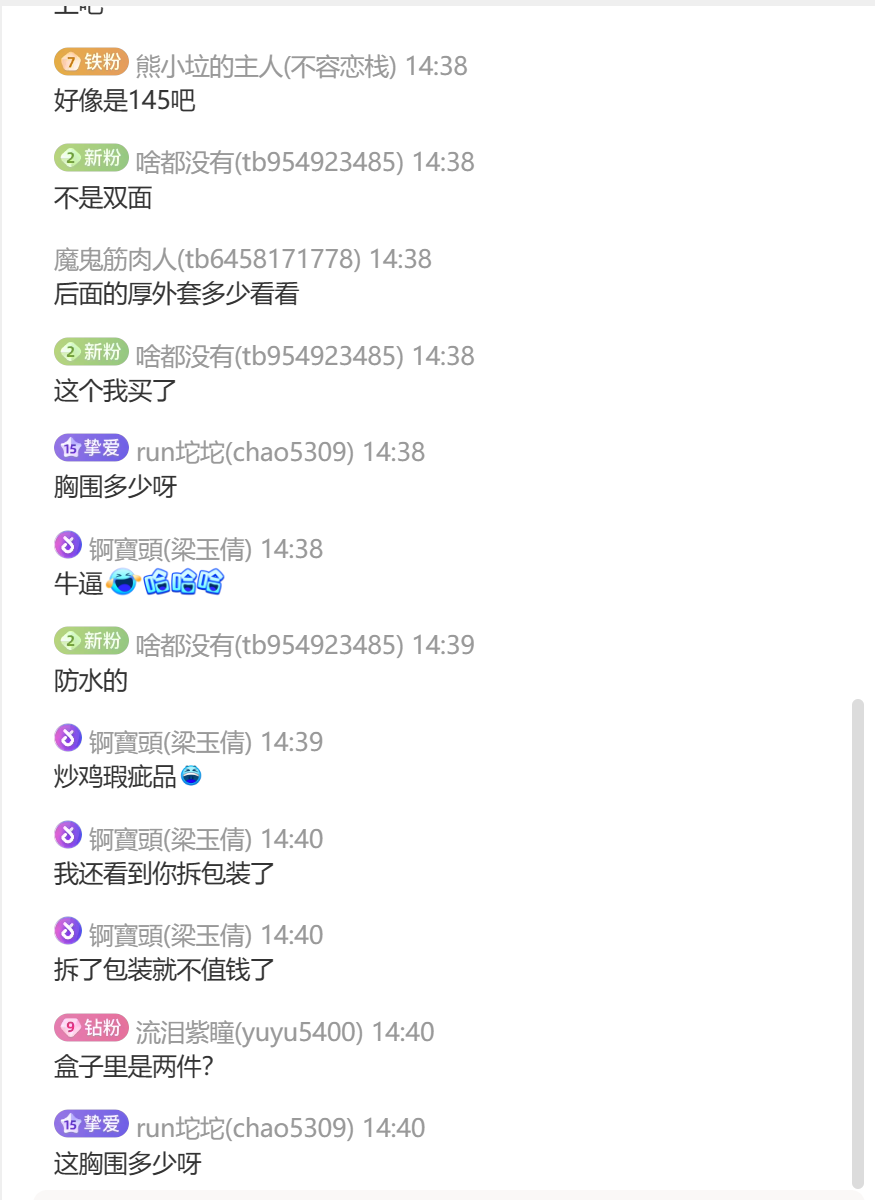 7 铁粉 熊小垃的主人(不容恋栈) 14:38
好像是145吧
2 新粉 啥都没有(tb954923485) 14:38
不是双面
魔鬼筋肉人(tb6458171778) 14:38
后面的厚外套多少看看
2 新粉 啥都没有(tb954923485) 14:38
这个我买了
15 挚爱 run坨坨(chao5309) 14:38
胸围多少呀
锕寶頭(梁玉倩) 14:38
牛逼哈哈哈
2 新粉 啥都没有(tb954923485) 14:39
防水的
锕寶頭(梁玉倩) 14:39
炒鸡瑕疵品
锕寶頭(梁玉倩) 14:40
我还看到你拆包装了
锕寶頭(梁玉倩) 14:40
拆了包装就不值钱了
9 钻粉 流泪紫瞳(yuyu5400) 14:40
盒子里是两件?
15 挚爱 run坨坨(chao5309) 14:40
这胸围多少呀